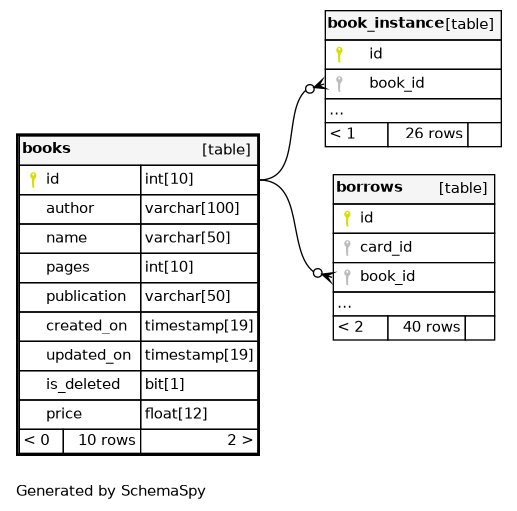 books [table]
id int[10]
author varchar[100]
name varchar[50]
pages int[10]
publication varchar[50]
created_on timestamp[19]
updated_on timestamp[19]
is_deleted bit[1]
price float[12]
< 0 10 rows 2 >
book_instance [table]
id
book_id
...
< 1 26 rows
borrows [table]
id
card_id
book_id
...
< 2 40 rows
Generated by SchemaSpy